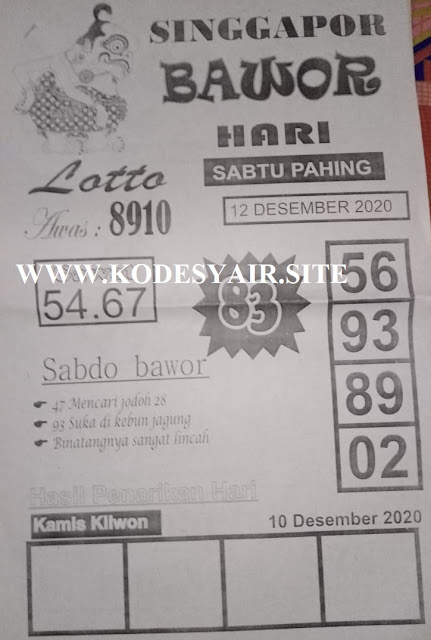 SINGGAPOR
BAWOR
HARI
Lotto
SABTU PAHING
Awas : 8910
12 DESEMBER 2020
WWW.KODESYAIR.SITE
54.67
83
56
93
89
02
Sabdo bawor
47 Mencari jodoh 28
93 Suka di kebun jagung
Binatangnya sangat lincah
Hasil Penarikan Hari
Kamis Kliwon
10 Desember 2020